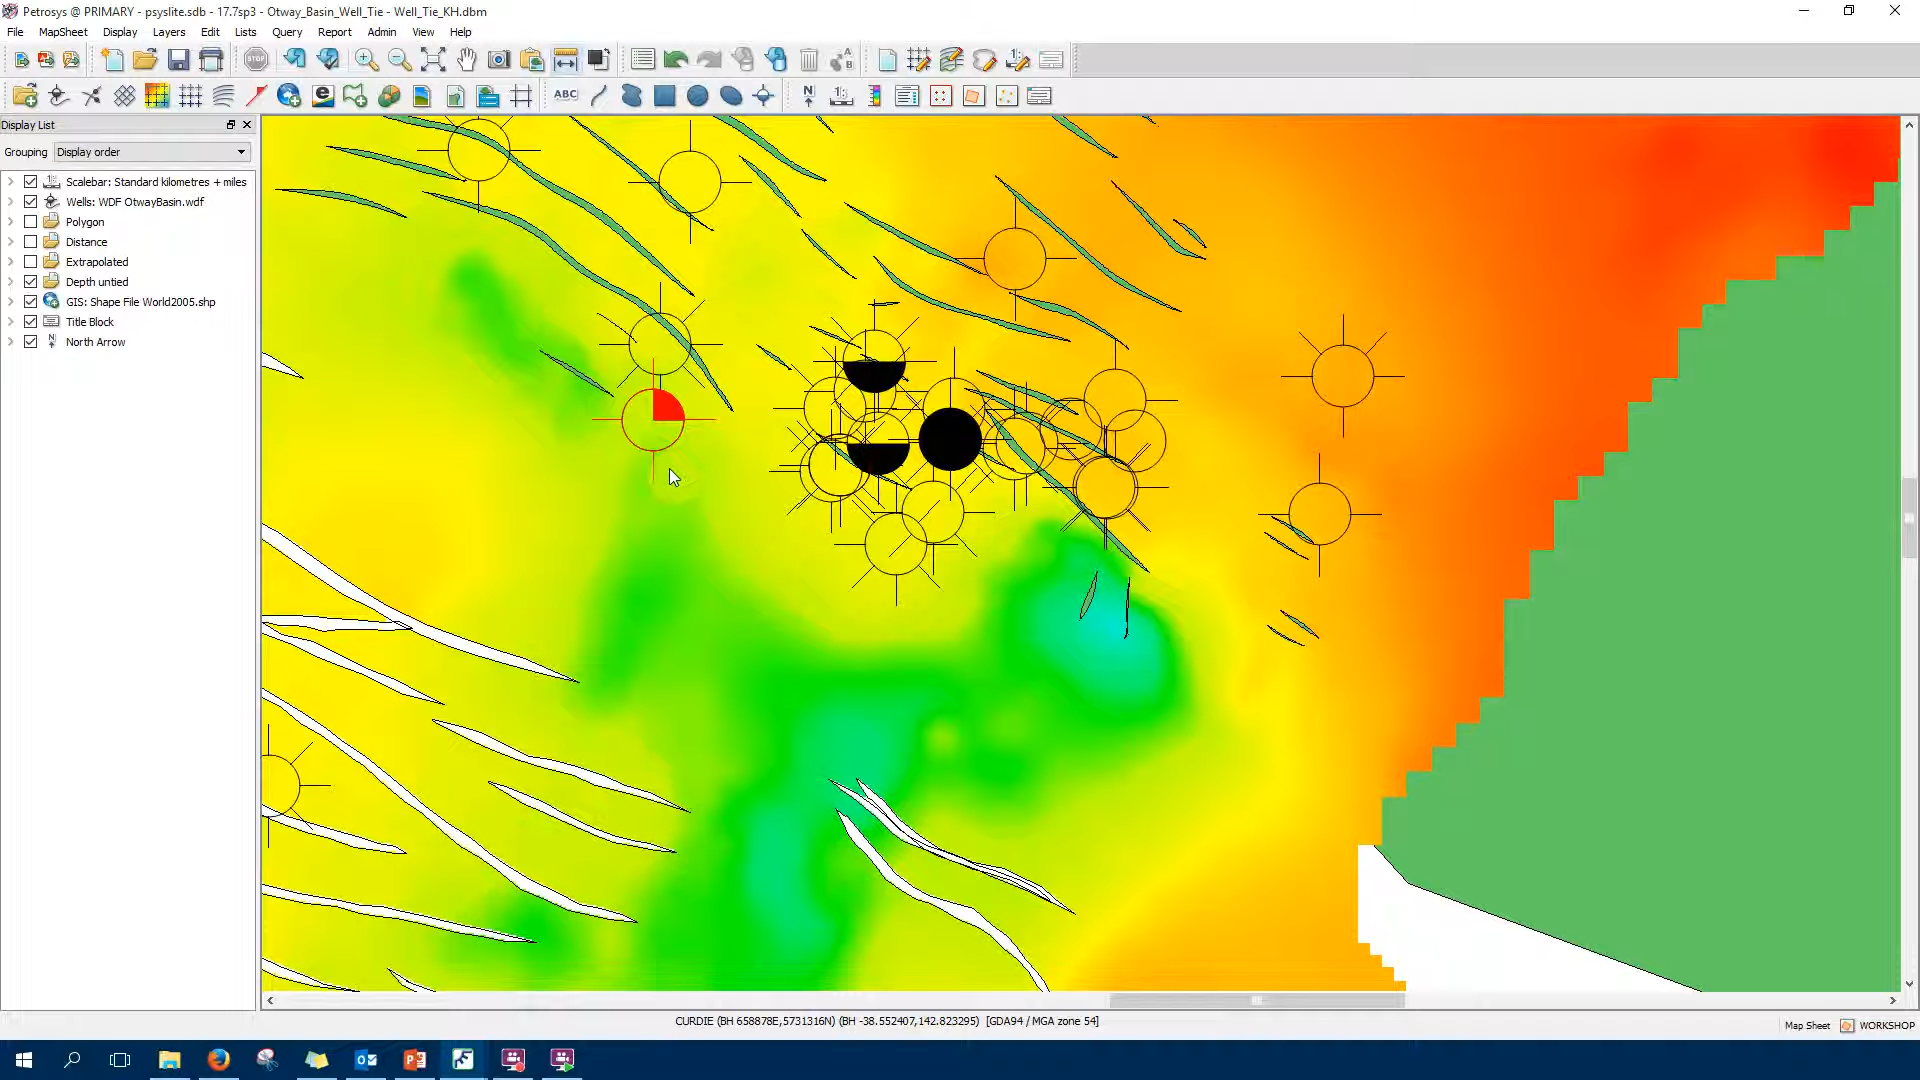 Petrosys @ PRIMARY - psyslite.sdb - 17.7sp3 - Otway_Basin_Well_Tie - Well_Tie_KH.dbm
File MapSheet Display Layers Edit Lists Query Report Admin View Help
STOP
ABC
N
Display List
Grouping Display order
Scalebar: Standard kilometres + miles
Wells: WDF OtwayBasin.wdf
Polygon
Distance
Extrapolated
Depth untied
GIS: Shape File World2005.shp
Title Block
North Arrow
CURDIE (BH 658878E,5731316N) (BH -38.552407,142.823295) [GDA94 / MGA zone 54]
Map Sheet WORKSHOP